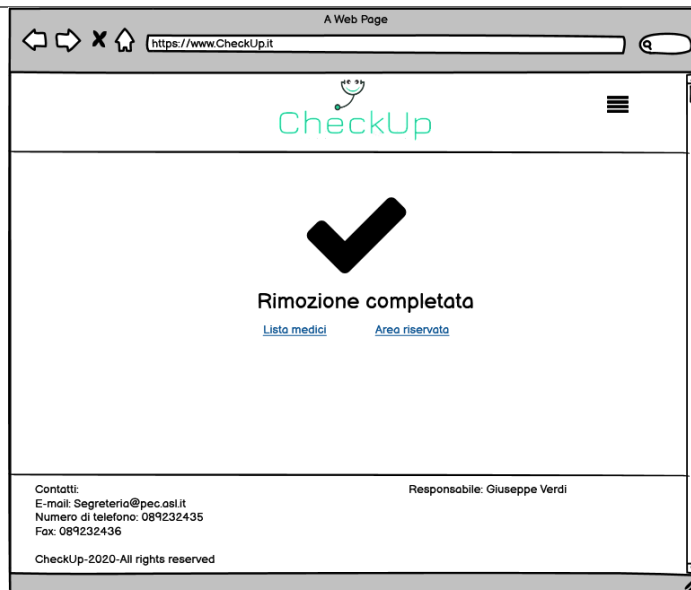 A Web Page
https://www.CheckUp.it
CheckUp
Rimozione completata
Lista medici
Area riservata
Contatti:
Responsabile: Giuseppe Verdi
E-mail: Segreteria@pec.asl.it
Numero di telefono: 089232435
Fax: 089232436
CheckUp-2020-All rights reserved